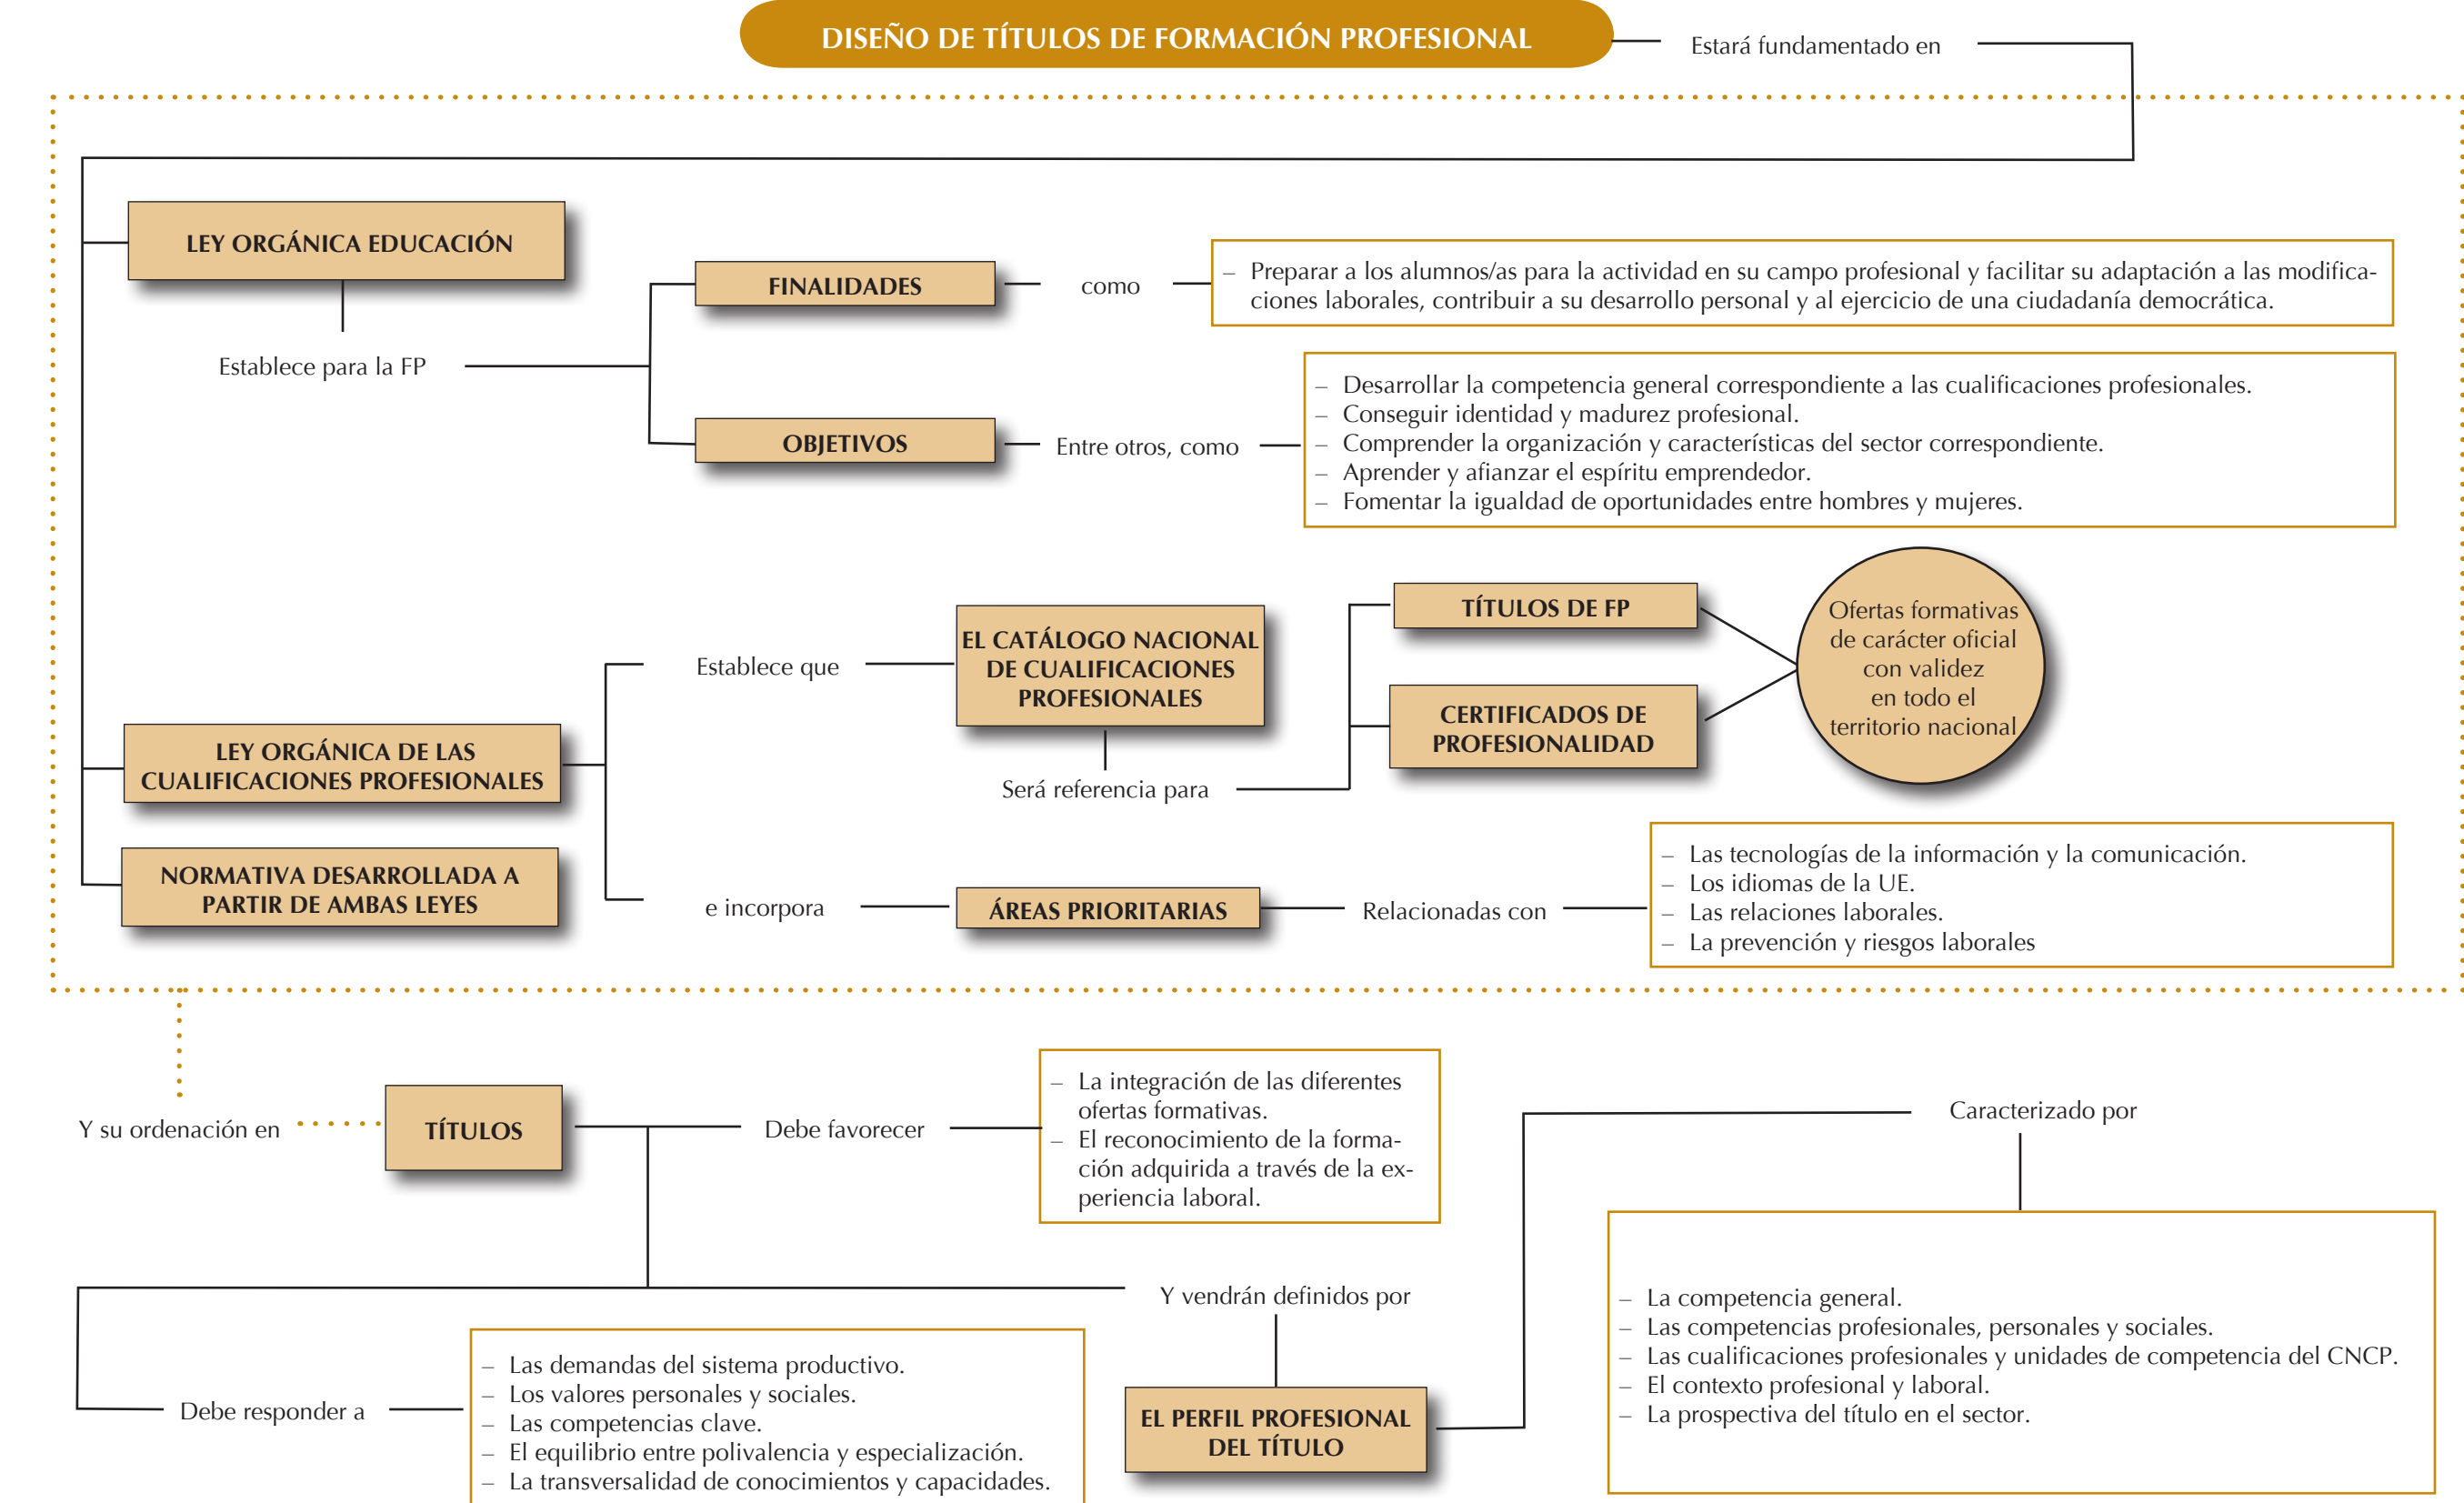 DISEÑO DE TÍTULOS DE FORMACIÓN PROFESIONAL
Estará fundamentado en
LEY ORGÁNICA EDUCACIÓN
Establece para la FP
FINALIDADES
como
– Preparar a los alumnos/as para la actividad en su campo profesional y facilitar su adaptación a las modifica-
ciones laborales, contribuir a su desarrollo personal y al ejercicio de una ciudadanía democrática.
OBJETIVOS
Entre otros, como
– Desarrollar la competencia general correspondiente a las cualificaciones profesionales.
– Conseguir identidad y madurez profesional.
– Comprender la organización y características del sector correspondiente.
– Aprender y afianzar el espíritu emprendedor.
– Fomentar la igualdad de oportunidades entre hombres y mujeres.
LEY ORGÁNICA DE LAS
CUALIFICACIONES PROFESIONALES
Establece que
EL CATÁLOGO NACIONAL
DE CUALIFICACIONES
PROFESIONALES
Será referencia para
TÍTULOS DE FP
CERTIFICADOS DE
PROFESIONALIDAD
Ofertas formativas
de carácter oficial
con validez
en todo el
territorio nacional
e incorpora
ÁREAS PRIORITARIAS
Relacionadas con
– Las tecnologías de la información y la comunicación.
– Los idiomas de la UE.
– Las relaciones laborales.
– La prevención y riesgos laborales
NORMATIVA DESARROLLADA A
PARTIR DE AMBAS LEYES
Y su ordenación en
TÍTULOS
Debe favorecer
– La integración de las diferentes
ofertas formativas.
– El reconocimiento de la forma-
ción adquirida a través de la ex-
periencia laboral.
Debe responder a
– Las demandas del sistema productivo.
– Los valores personales y sociales.
– Las competencias clave.
– El equilibrio entre polivalencia y especialización.
– La transversalidad de conocimientos y capacidades.
Y vendrán definidos por
EL PERFIL PROFESIONAL
DEL TÍTULO
Caracterizado por
– La competencia general.
– Las competencias profesionales, personales y sociales.
– Las cualificaciones profesionales y unidades de competencia del CNCP.
– El contexto profesional y laboral.
– La prospectiva del título en el sector.